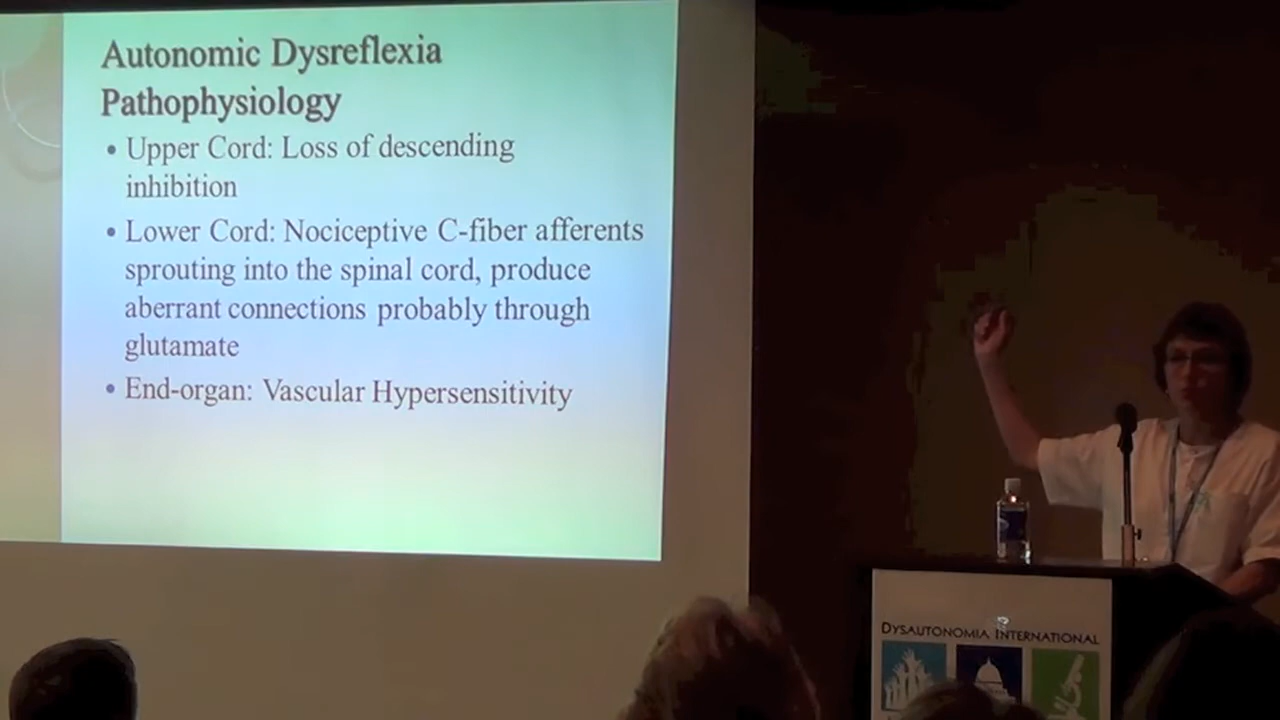 Autonomic Dysreflexia
Pathophysiology
• Upper Cord: Loss of descending
inhibition
• Lower Cord: Nociceptive C-fiber afferents
sprouting into the spinal cord, produce
aberrant connections probably through
glutamate
• End-organ: Vascular Hypersensitivity
DYSAUTONOMIA INTERNATIONAL